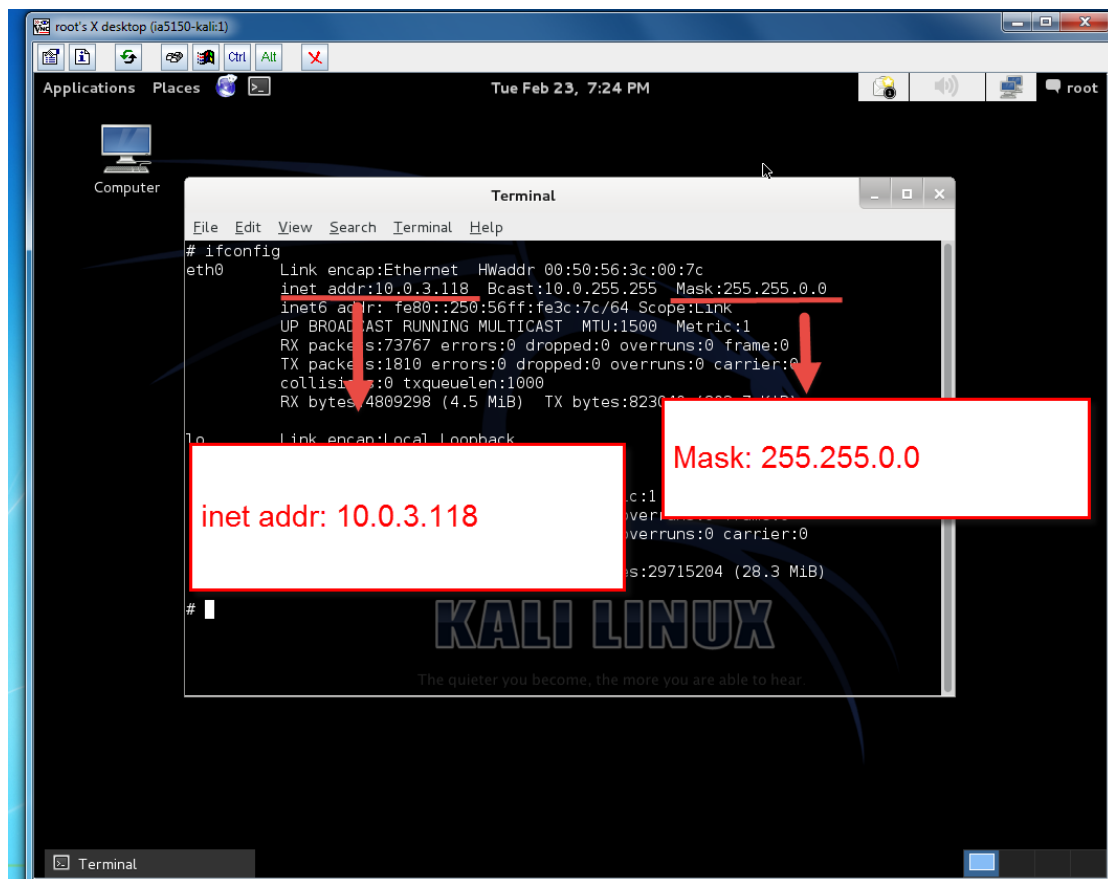 root's X desktop (ia5150-kali:1)
Ctrl Alt
Applications Places Tue Feb 23, 7:24 PM root
Computer
Terminal
File Edit View Search Terminal Help
# ifconfig
eth0 Link encap:Ethernet HWaddr 00:50:56:3c:00:7c
inet addr:10.0.3.118 Bcast:10.0.255.255 Mask:255.255.0.0
inet6 addr: fe80::250:56ff:fe3c:7c/64 Scope:Link
UP BROADCAST RUNNING MULTICAST MTU:1500 Metric:1
RX packets:73767 errors:0 dropped:0 overruns:0 frame:0
TX packets:1810 errors:0 dropped:0 overruns:0 carrier:0
collisions:0 txqueuelen:1000
RX bytes:4809298 (4.5 MiB) TX bytes:823
lo Link encap:Local Loopback
Mask: 255.255.0.0
inet addr: 10.0.3.118
c:1
overruns:0 carrier:0
s:29715204 (28.3 MiB)
#
KALI LINUX
The quieter you become, the more you are able to hear.
Terminal